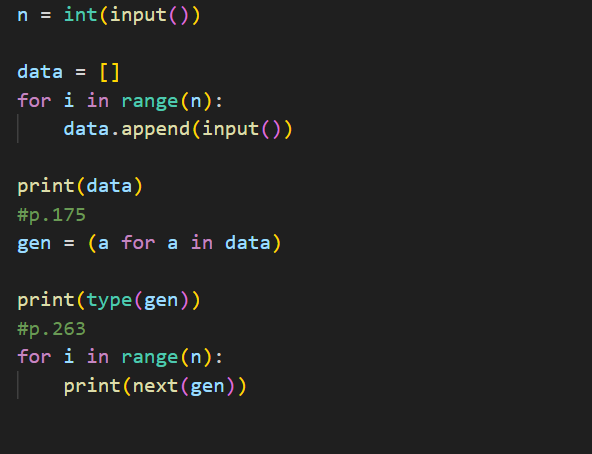 n = int(input())
data = []
for i in range(n):
    data.append(input())
print(data)
#p.175
gen = (a for a in data)
print(type(gen))
#p.263
for i in range(n):
    print(next(gen))